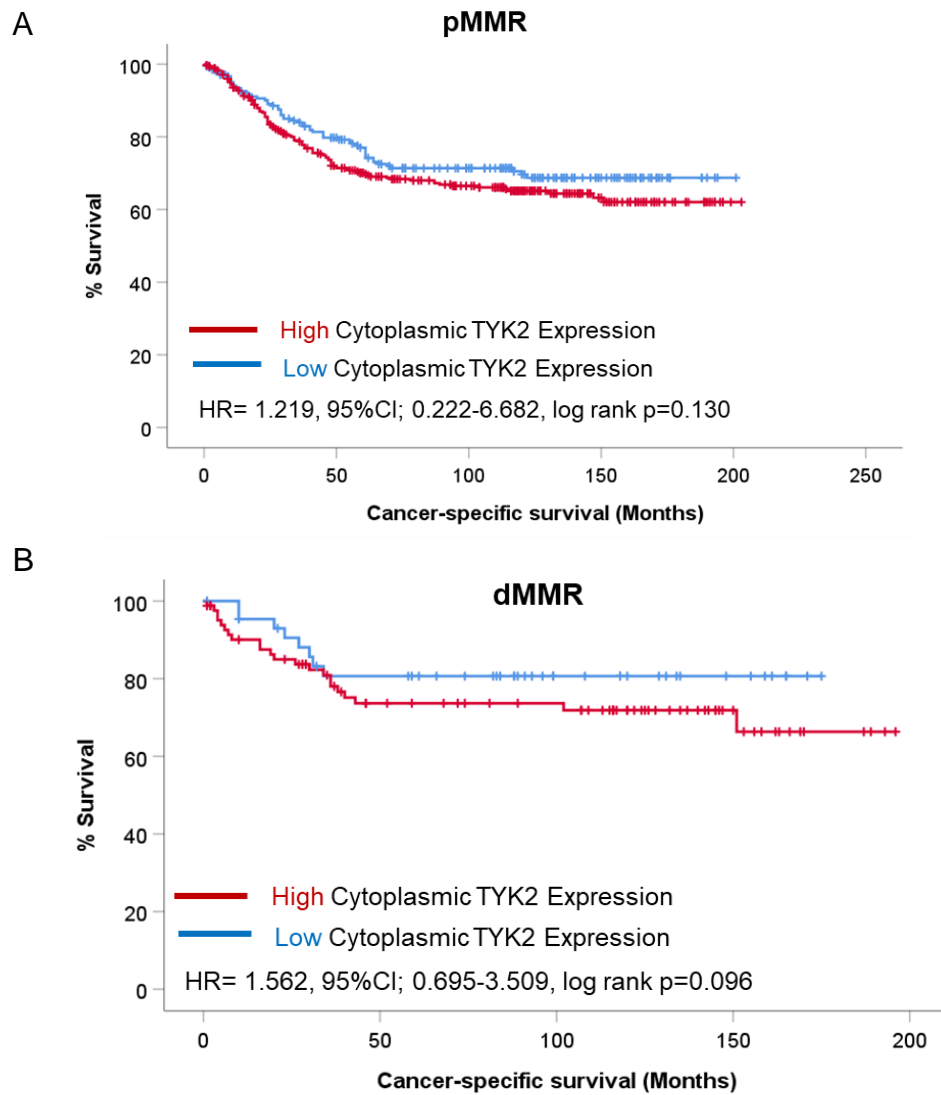 A
pMMR
100
80
60
40
20
0
% Survival
High Cytoplasmic TYK2 Expression
Low Cytoplasmic TYK2 Expression
HR= 1.219, 95%CI; 0.222-6.682, log rank p=0.130
0 50 100 150 200 250
Cancer-specific survival (Months)
B
dMMR
100
80
60
40
20
0
% Survival
High Cytoplasmic TYK2 Expression
Low Cytoplasmic TYK2 Expression
HR= 1.562, 95%CI; 0.695-3.509, log rank p=0.096
0 50 100 150 200
Cancer-specific survival (Months)